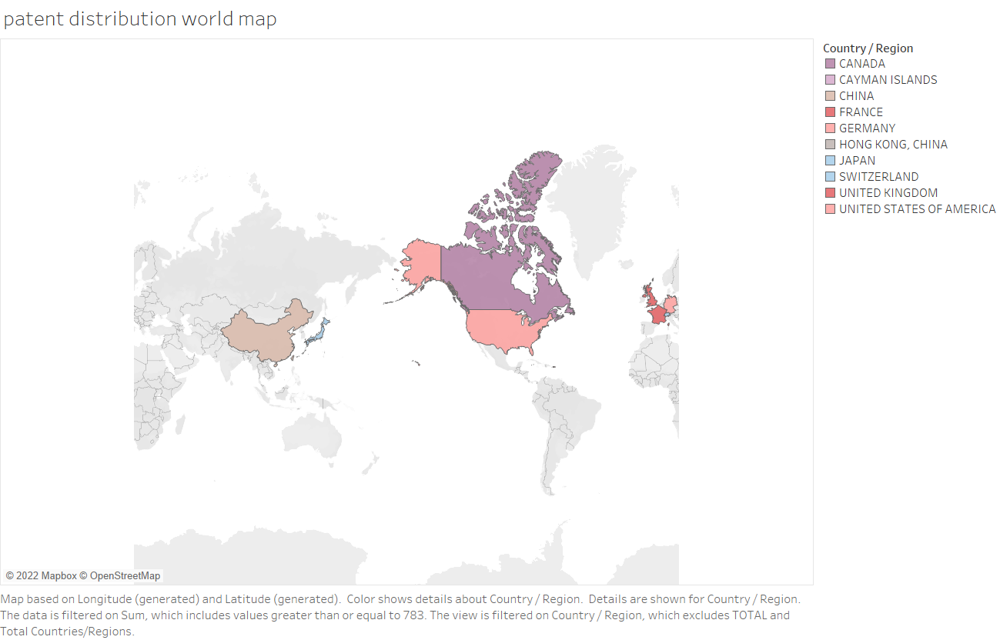 patent distribution world map
Country / Region
CANADA
CAYMAN ISLANDS
CHINA
FRANCE
GERMANY
HONG KONG, CHINA
JAPAN
SWITZERLAND
UNITED KINGDOM
UNITED STATES OF AMERICA
© 2022 Mapbox © OpenStreetMap
Map based on Longitude (generated) and Latitude (generated).  Color shows details about Country / Region.  Details are shown for Country / Region.
The data is filtered on Sum, which includes values greater than or equal to 783. The view is filtered on Country / Region, which excludes TOTAL and
Total Countries/Regions.